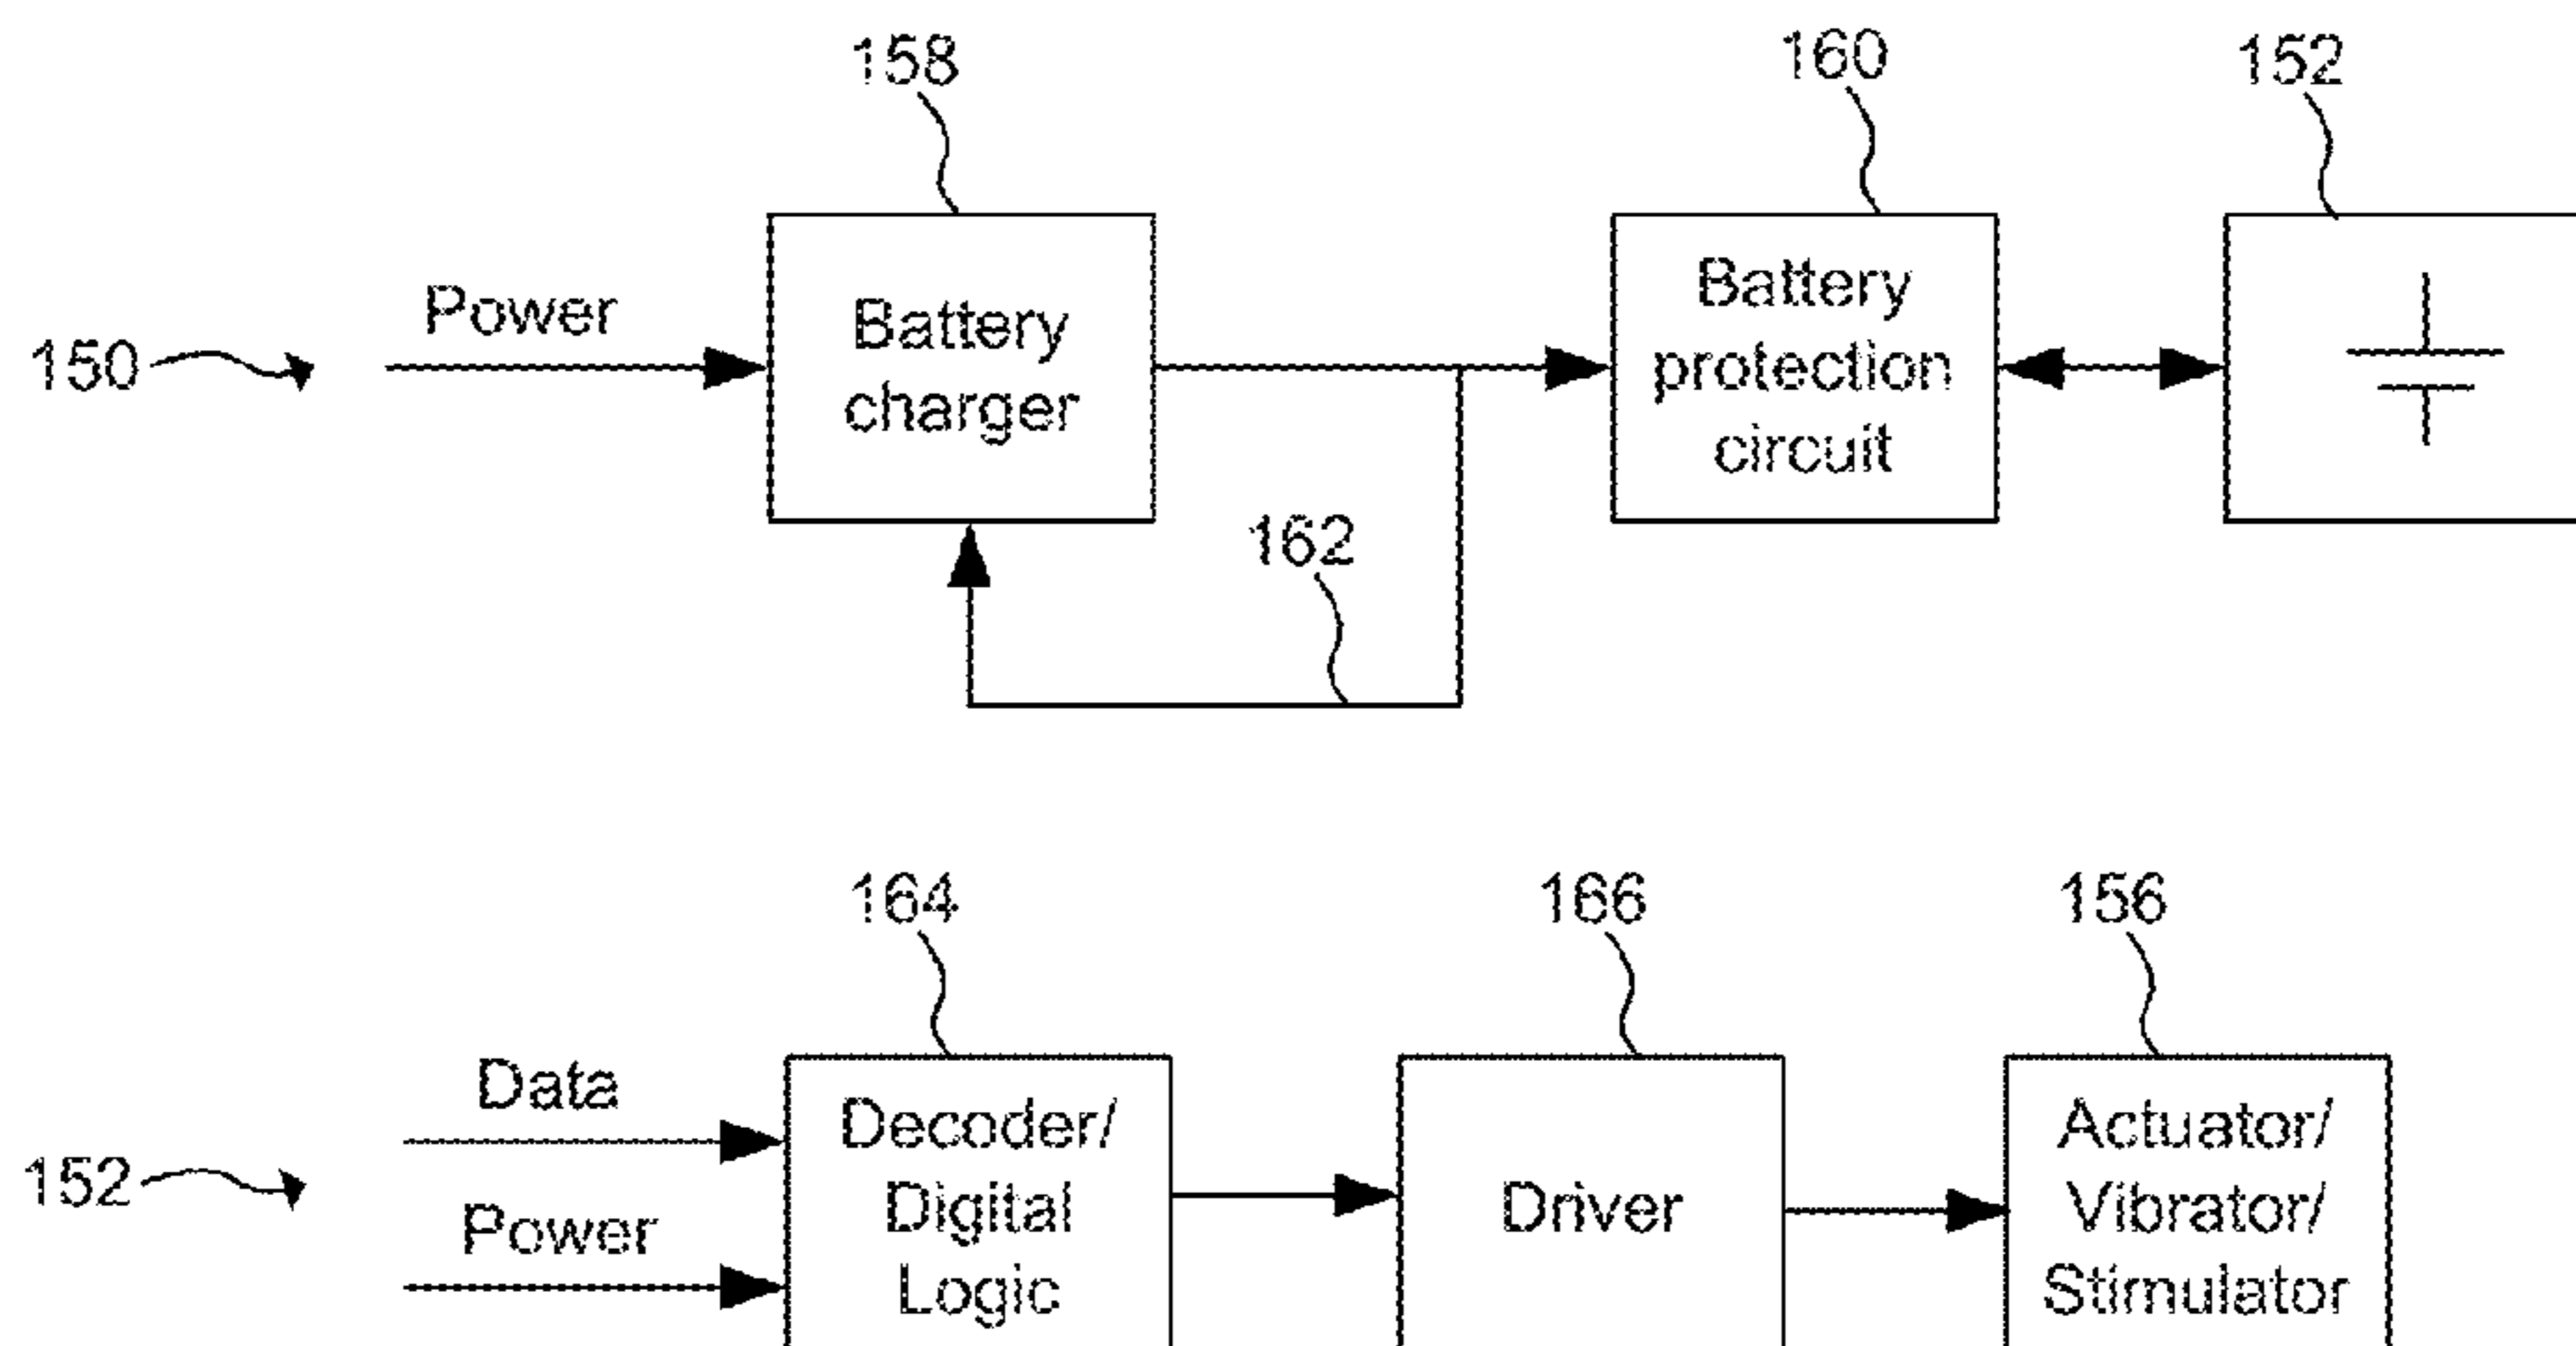 158
160
152
Power
150
Battery
charger
Battery
protection
circuit
162
164
166
156
Data
152
Power
Decoder/
Digital
Logic
Driver
Actuator/
Vibrator/
Stimulator